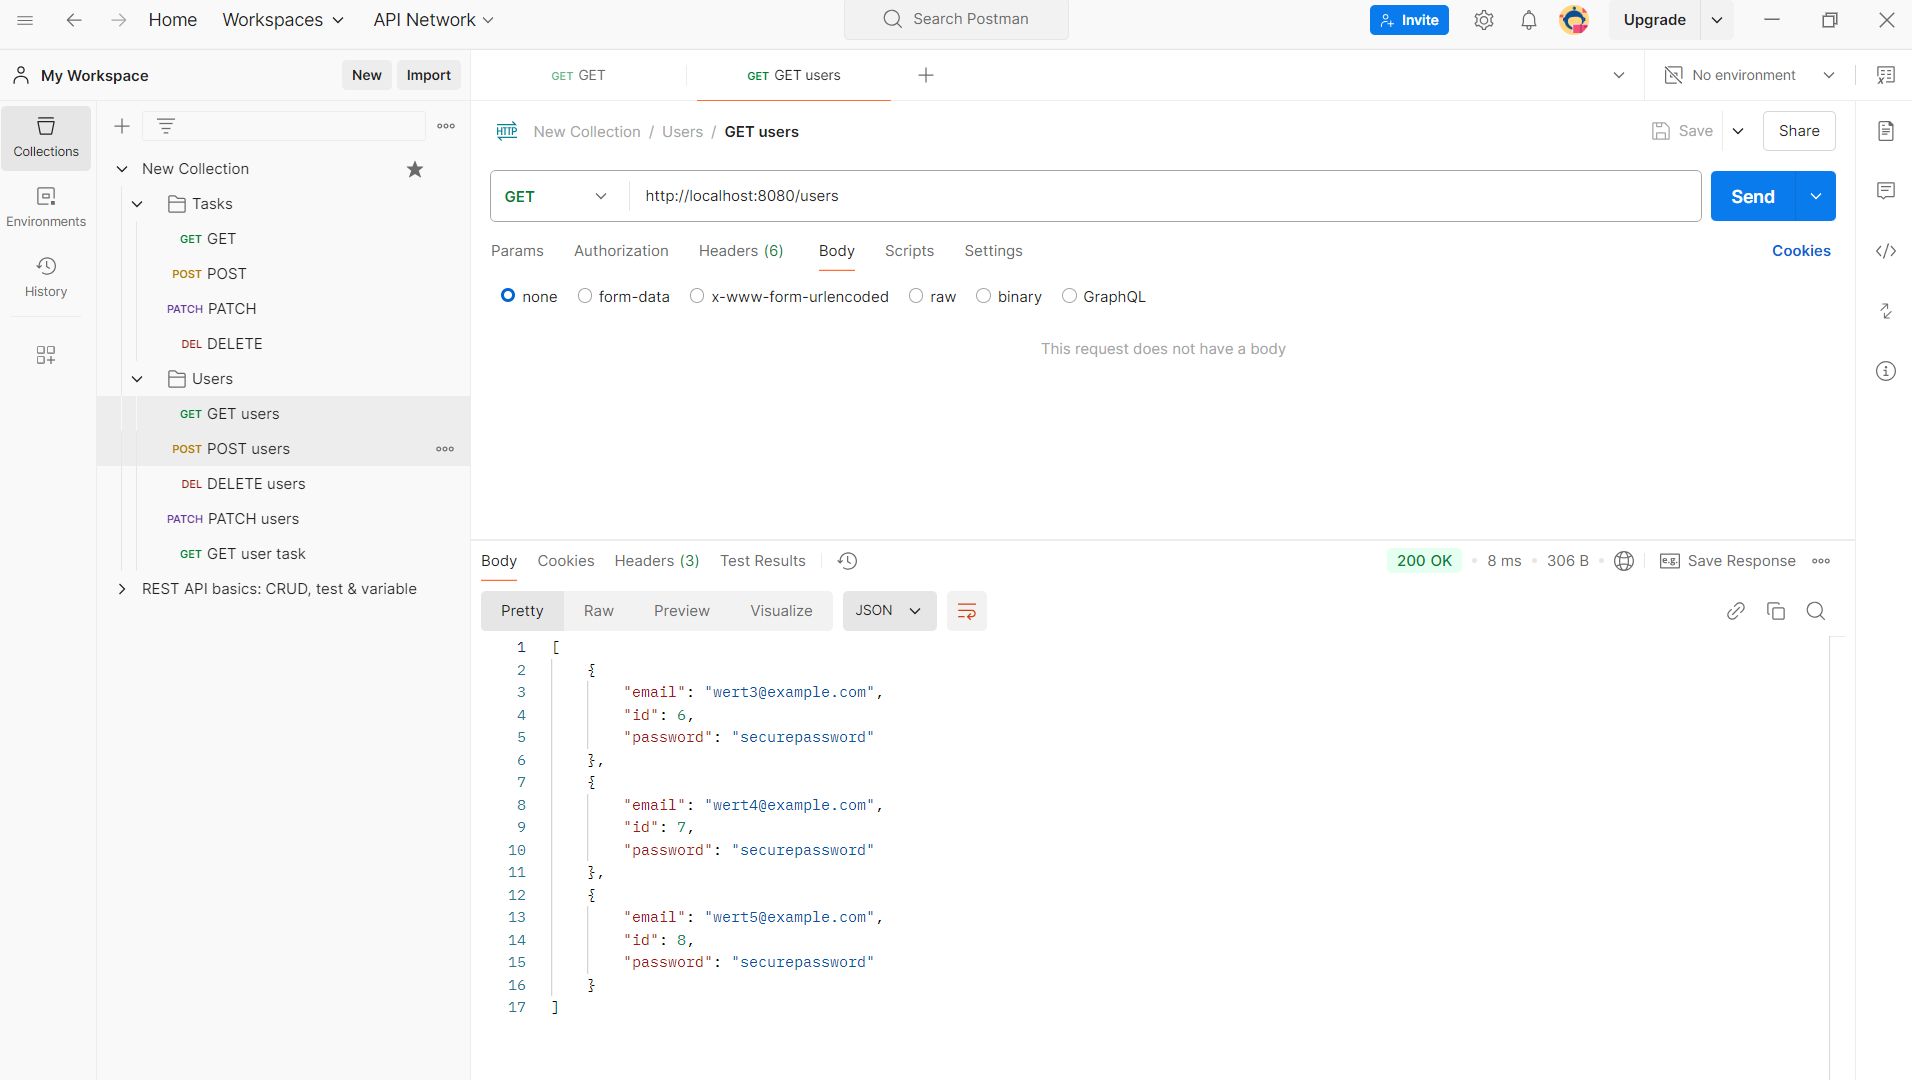 Home Workspaces API Network Search Postman Invite Upgrade
My Workspace New Import GET GET GET GET users No environment
HTTP New Collection / Users / GET users Save Share
Collections
Environments
History
New Collection
Tasks
GET GET
POST POST
PATCH PATCH
DEL DELETE
Users
GET GET users
POST POST users
DEL DELETE users
PATCH PATCH users
GET GET user task
REST API basics: CRUD, test & variable
GET http://localhost:8080/users Send
Params Authorization Headers (6) Body Scripts Settings Cookies
none form-data x-www-form-urlencoded raw binary GraphQL
This request does not have a body
Body Cookies Headers (3) Test Results 200 OK • 8 ms • 306 B • e.g. Save Response
Pretty Raw Preview Visualize JSON
1 [
2 {
3 "email": "wert3@example.com",
4 "id": 6,
5 "password": "securepassword"
6 },
7 {
8 "email": "wert4@example.com",
9 "id": 7,
10 "password": "securepassword"
11 },
12 {
13 "email": "wert5@example.com",
14 "id": 8,
15 "password": "securepassword"
16 }
17 ]